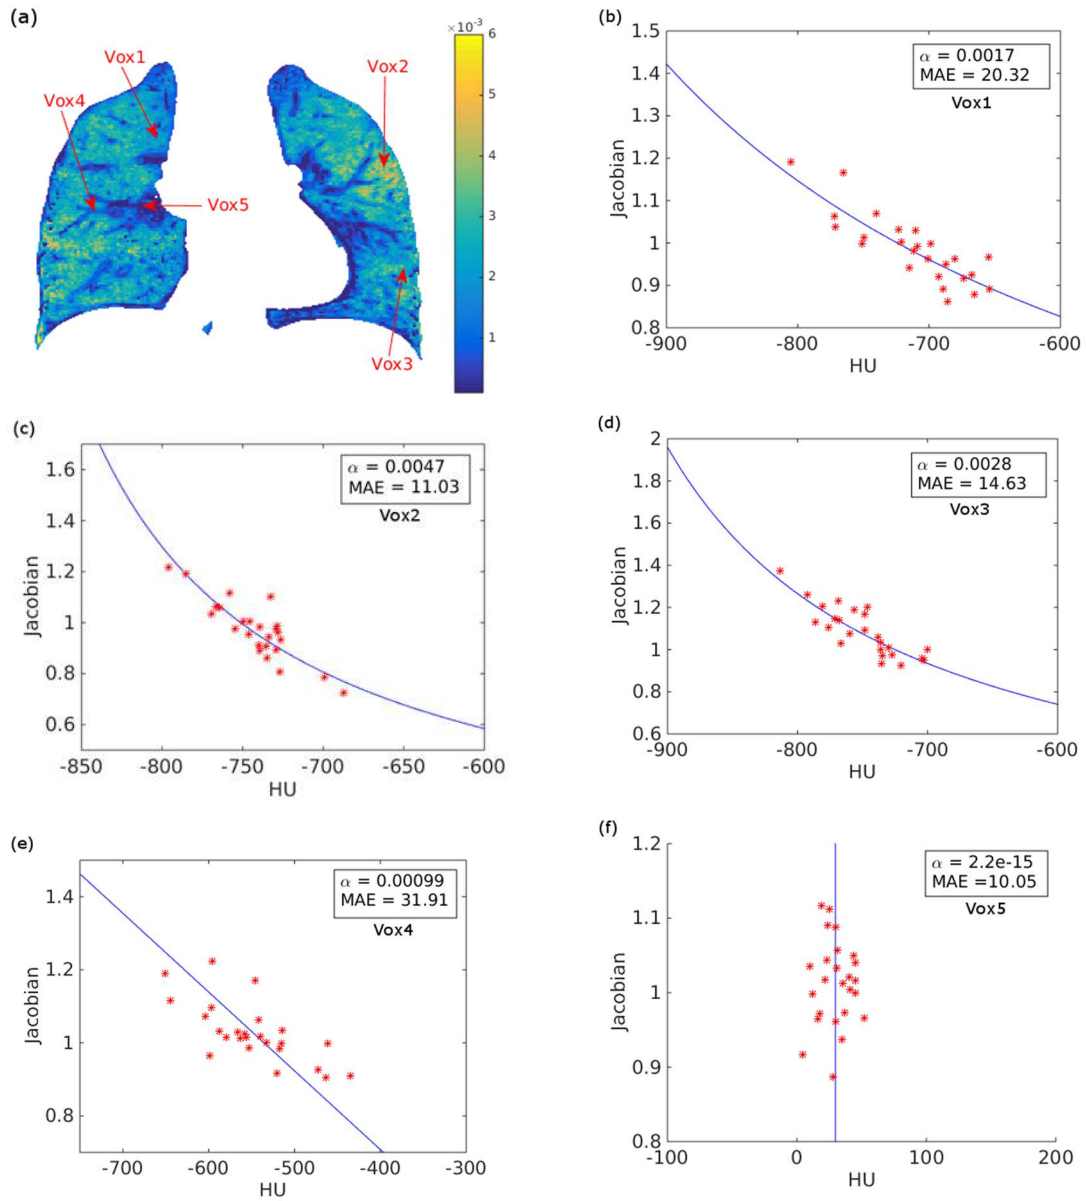 (a)
×10⁻³
6
5
4
3
2
1
Vox1
Vox2
Vox4
Vox5
Vox3
(b)
1.5
1.4
1.3
1.2
1.1
1
0.9
0.8
Jacobian
α = 0.0017
MAE = 20.32
Vox1
-900 -800 -700 -600
HU
(c)
1.6
1.4
1.2
1
0.8
0.6
Jacobian
α = 0.0047
MAE = 11.03
Vox2
-850 -800 -750 -700 -650 -600
HU
(d)
2
1.8
1.6
1.4
1.2
1
0.8
0.6
Jacobian
α = 0.0028
MAE = 14.63
Vox3
-900 -800 -700 -600
HU
(e)
1.4
1.2
1
0.8
Jacobian
α = 0.00099
MAE = 31.91
Vox4
-700 -600 -500 -400 -300
HU
(f)
1.2
1.1
1
0.9
0.8
Jacobian
α = 2.2e-15
MAE =10.05
Vox5
-100 0 100 200
HU